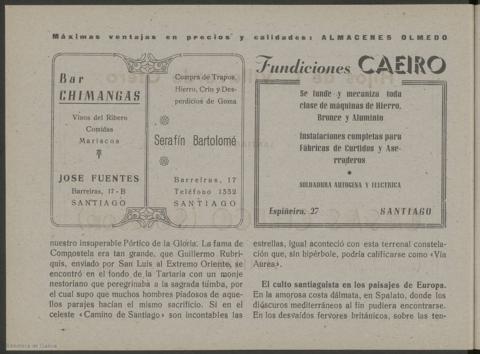 Máximas ventajas en precios y calidades: ALMACENES OLMEDO
Bar
CHIMANGAS
Vinos del Ribero
Comidas
Mariscos
JOSE FUENTES
Barreiras, 17-B
SANTIAGO
Compra de Trapos,
Hierro, Crin y Des-
perdicios de Goma
Serafín Bartolomé
Barreiras, 17
Teléfono 1332
SANTIAGO
Fundiciones CAEIRO
Se funde y mecaniza toda
clase de máquinas de Hierro,
Bronce y Aluminio
Instalaciones completas para
Fábricas de Curtidos y Ase-
rraderos
SOLDADURA AUTOGENA Y ELECTRICA
Espiñeira, 27 SANTIAGO
nuestro insoperable Pórtico de la Gloria. La fama de
Compostela era tan grande, que Guillermo Rubri-
quis, enviado por San Luis al Extremo Oriente, se
encontró en el fondo de la Tartaria con un monje
nestoriano que peregrinaba a la sagrada tumba, por
el cual supo que muchos hombres piadosos de aque-
llos parajes hacían el mismo sacrificio. Si en el
celeste «Camino de Santiago» son incontables las
estrellas, igual aconteció con esta terrenal constela-
ción que, sin hipérbole, podría calificarse como «Vía
Aurea».
El culto santiaguista en los paisajes de Europa.
En la amorosa costa dálmata, en Spalato, donde los
dióscuros mediterráneos al fin pudiera encontrarse.
En los desvaídos fervores británicos, sobre las ten-